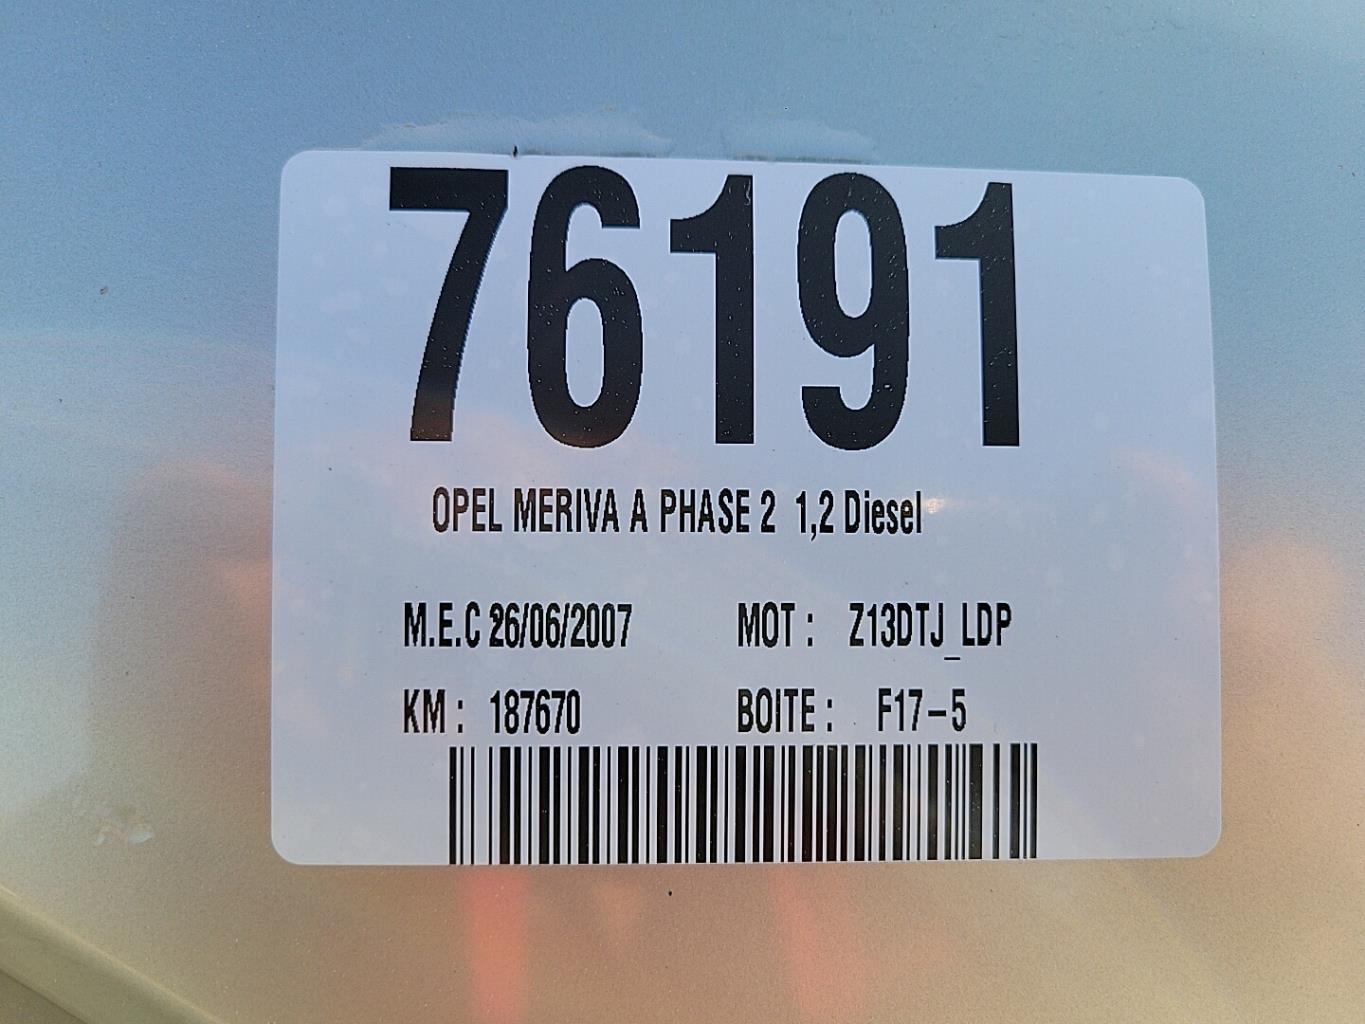 76191
OPEL MERIVA A PHASE 2 1,2 Diesel
M.E.C 26/06/2007 MOT : Z13DTJ_LDP
KM : 187670 BOITE : F17-5